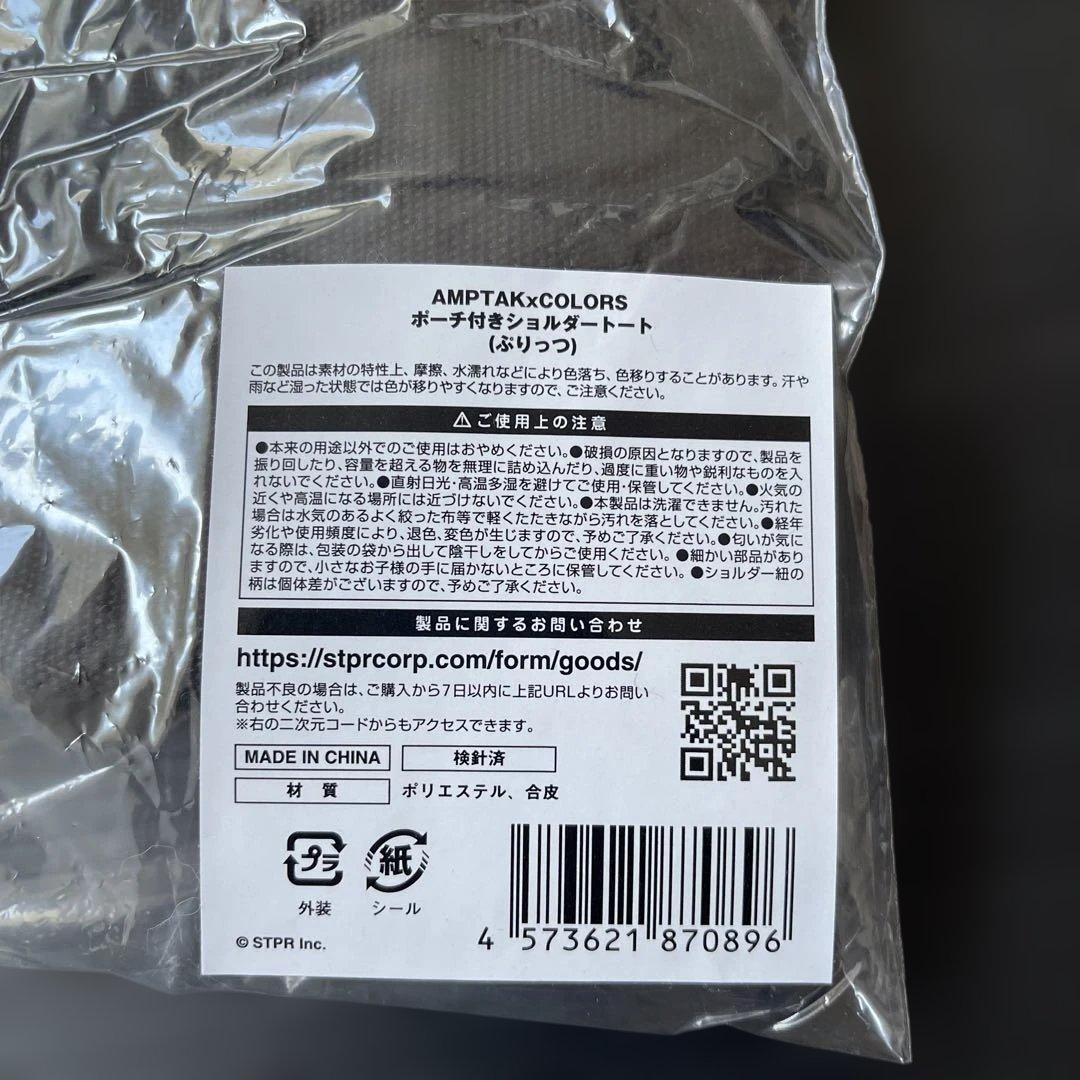 AMPTAKxCOLORS
ポーチ付きショルダートート
(ぷりっつ)
この製品は素材の特性上、摩擦、水濡れなどにより色落ち、色移りすることがあります。汗や
雨など湿った状態では色が移りやすくなりますので、ご注意ください。
⚠ご使用上の注意
●本来の用途以外でのご使用はおやめください。●破損の原因となりますので、製品を
振り回したり、容量を超える物を無理に詰め込んだり、過度に重い物や鋭利なものを入
れないでください。●直射日光・高温多湿を避けてご使用・保管してください。●火気の
近くや高温になる場所には近づけないでください。●本製品は洗濯できません。汚れた
場合は水気のあるよく絞った布等で軽くたたきながら汚れを落としてください。●経年
劣化や使用頻度により、退色、変色が生じますので、予めご了承ください。●匂いが気に
なる際は、包装の袋から出して陰干しをしてからご使用ください。●細かい部品があり
ますので、小さなお子様の手に届かないところに保管してください。●ショルダー紐の
柄は個体差がございますので、予めご了承ください。
製品に関するお問い合わせ
https://stprcorp.com/form/goods/
製品不良の場合は、ご購入から7日以内に上記URLよりお問い
合わせください。
※右の二次元コードからもアクセスできます。
MADE IN CHINA 検針済
材質 ポリエステル、合皮
プラ 紙
外装 シール
© STPR Inc.
4 573621 870896